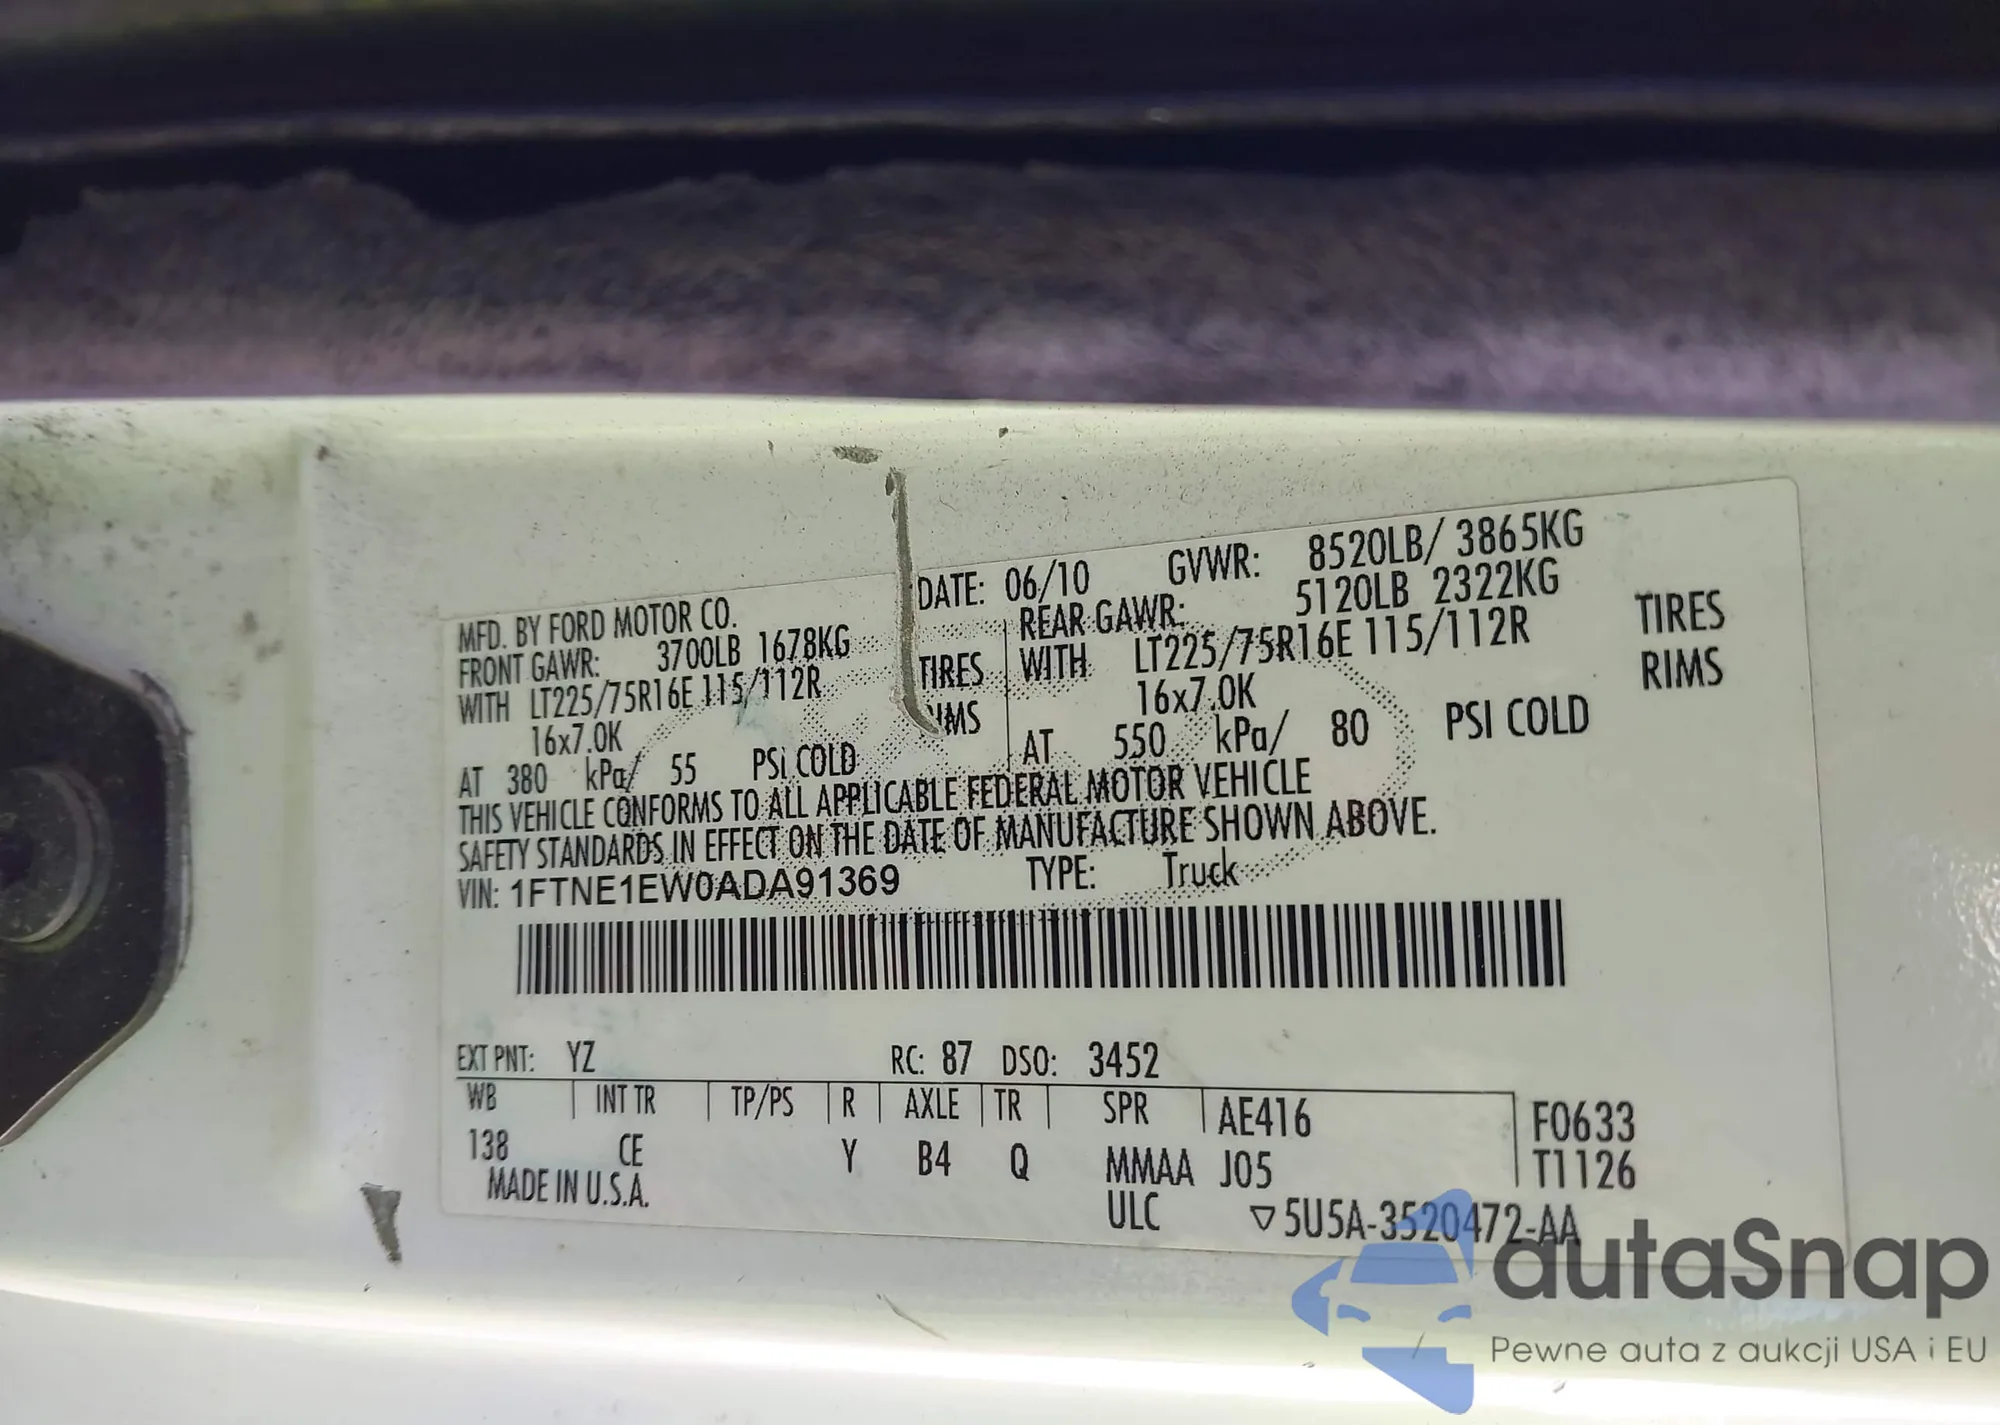 MFD. BY FORD MOTOR CO. DATE: 06/10 GVWR: 8520LB/ 3865KG
FRONT GAWR: 3700LB 1678KG REAR GAWR: 5120LB 2322KG
WITH LT225/75R16E 115/112R TIRES WITH LT225/75R16E 115/112R TIRES
16x7.0K 16x7.0K RIMS
AT 380 kPa/ 55 PSI COLD AT 550 kPa/ 80 PSI COLD
THIS VEHICLE CONFORMS TO ALL APPLICABLE FEDERAL MOTOR VEHICLE
SAFETY STANDARDS IN EFFECT ON THE DATE OF MANUFACTURE SHOWN ABOVE.
VIN: 1FTNE1EW0ADA91369 TYPE: Truck
EXT PNT: YZ RC: 87 DSO: 3452
WB INT TR TP/PS R AXLE TR SPR AE416 F0633
138 CE Y B4 Q MMAA J05 T1126
MADE IN U.S.A. ULC ▽5U5A-3520472-AA
autaSnap
Pewne auta z aukcji USA i EU